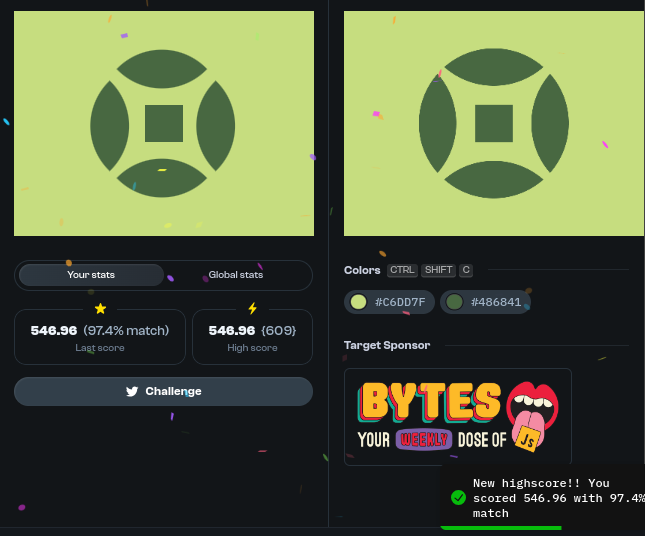 Your stats
Global stats
546.96 (97.4% match)
Last score
546.96 {609}
High score
Challenge
Colors CTRL SHIFT C
#C6DD7F #486841
Target Sponsor
BYTES
YOUR WEEKLY DOSE OF JS
New highscore!! You
scored 546.96 with 97.4%
match